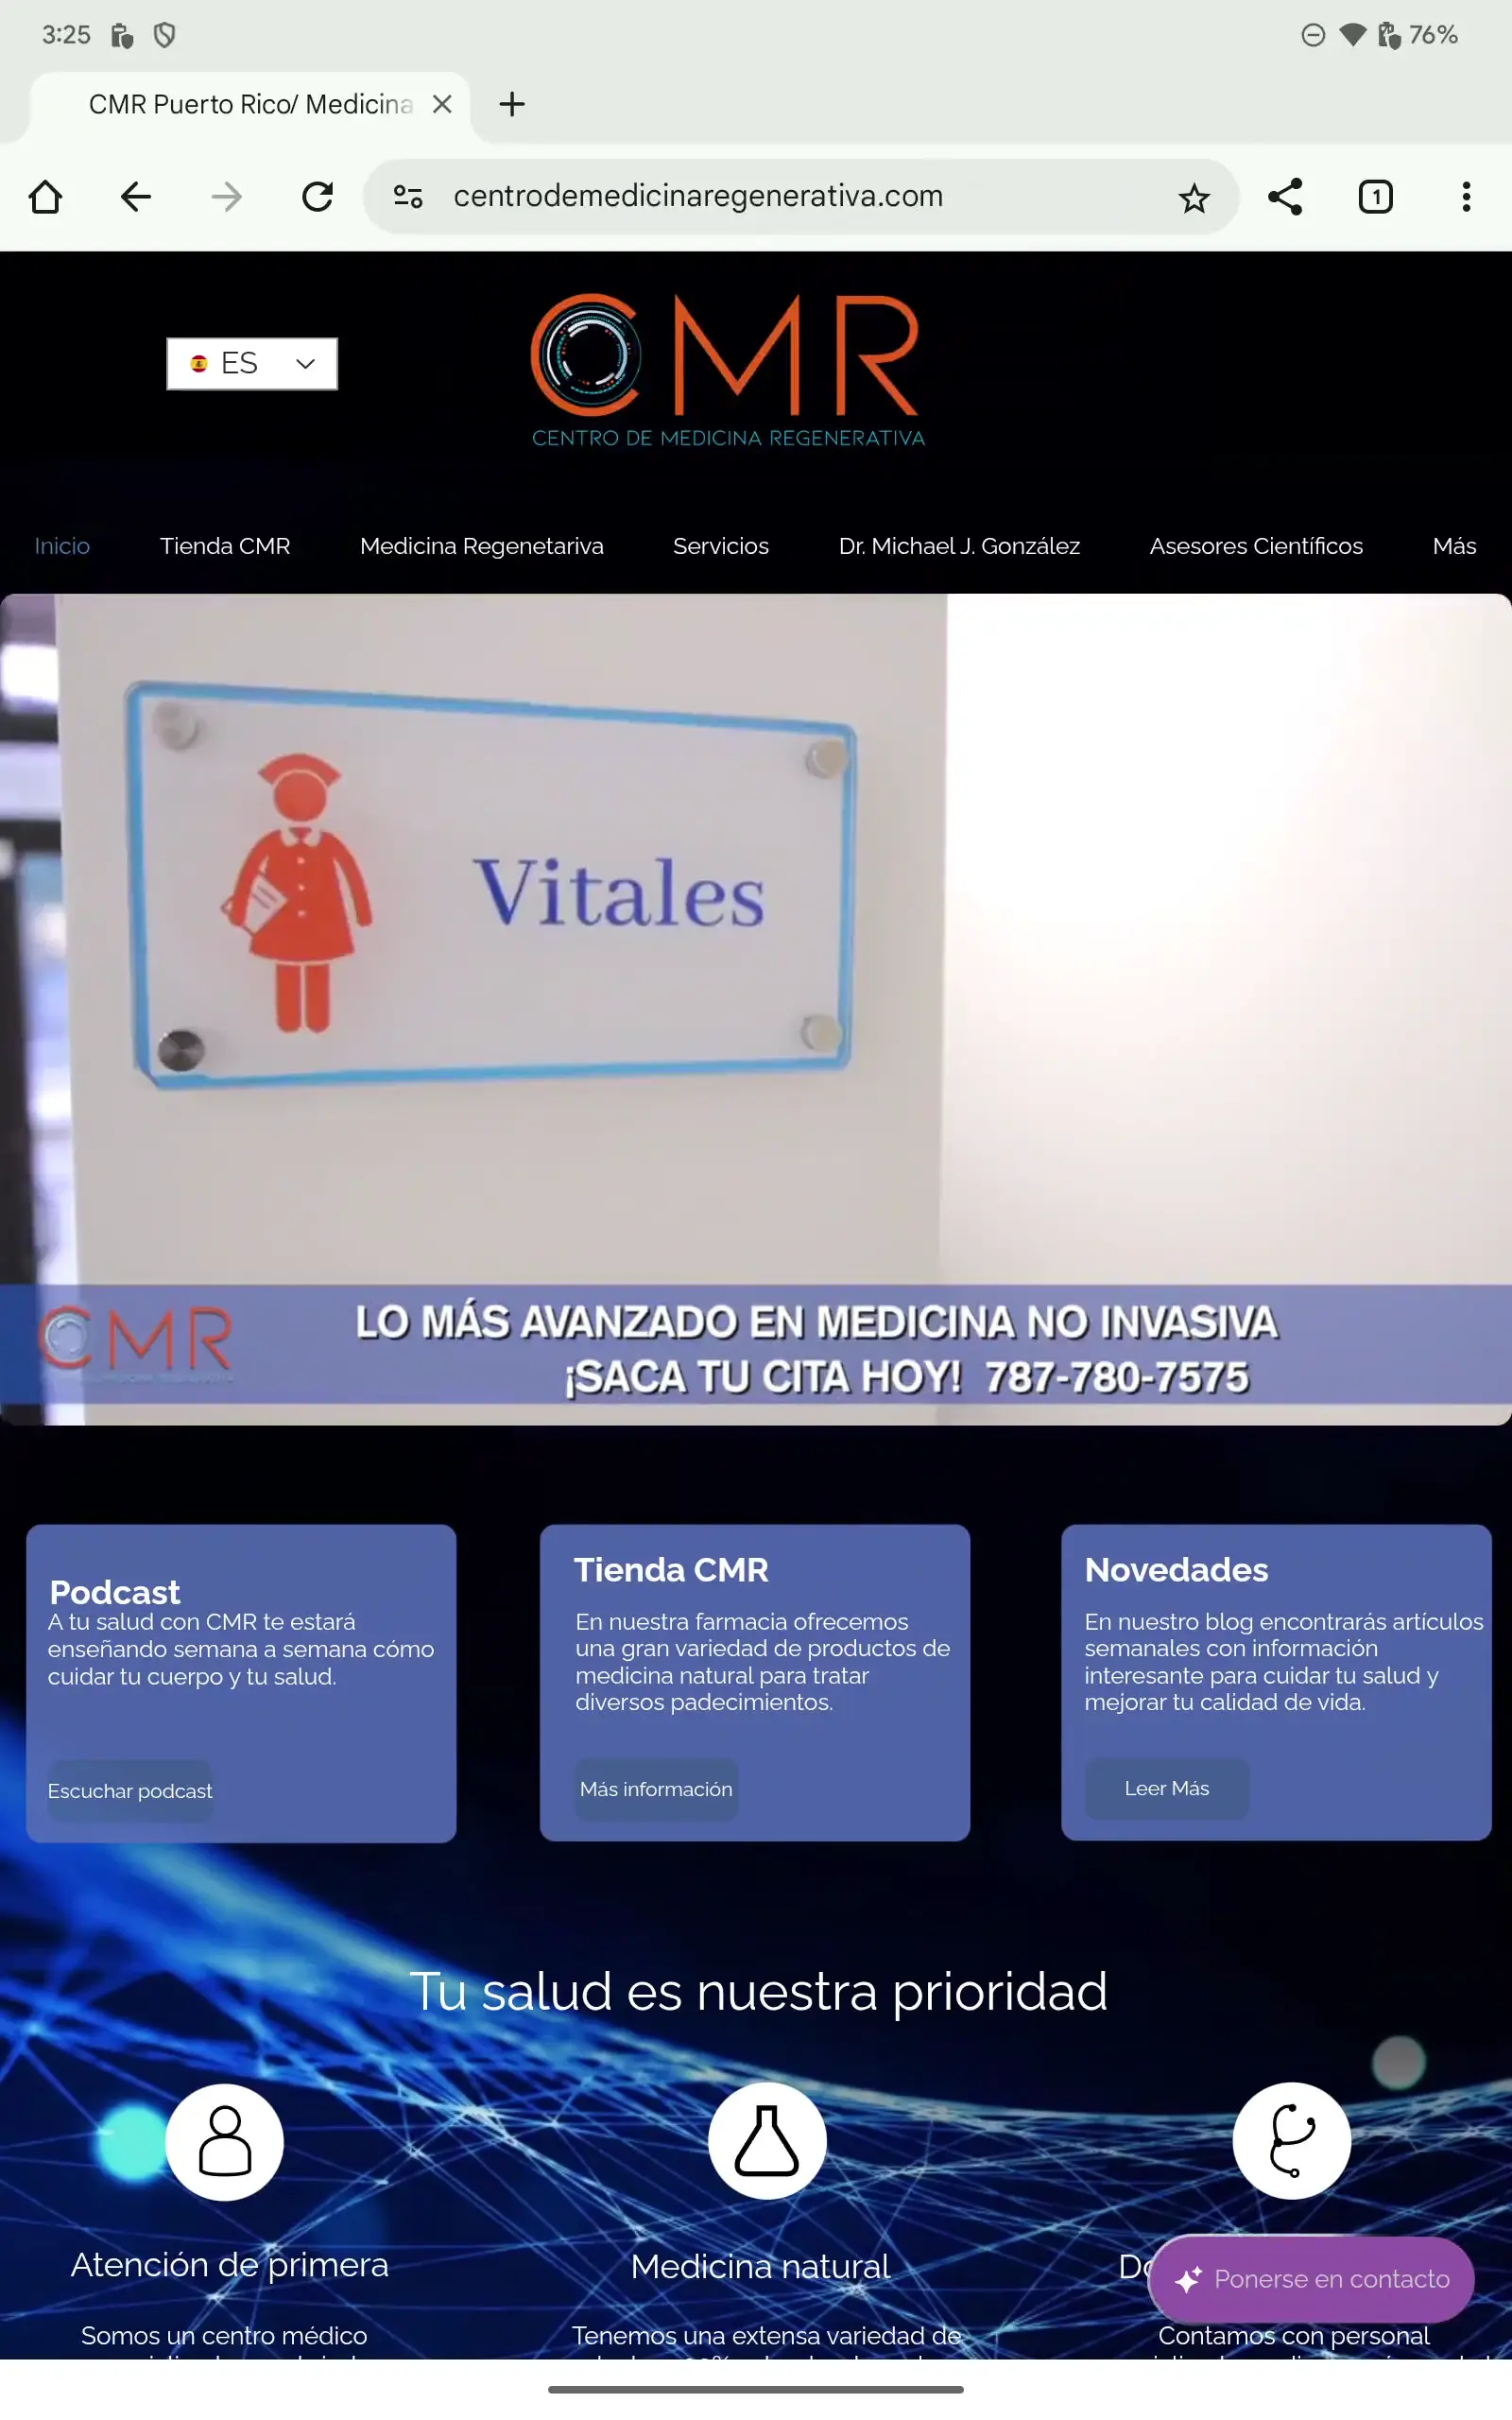 3:25
76%
CMR Puerto Rico/ Medicina
centrodemedicinaregenerativa.com
1
ES
CMR
CENTRO DE MEDICINA REGENERATIVA
Inicio Tienda CMR Medicina Regenetariva Servicios Dr. Michael J. González Asesores Científicos Más
Vitales
CMR
LO MÁS AVANZADO EN MEDICINA NO INVASIVA
¡SACA TU CITA HOY! 787-780-7575
Podcast
A tu salud con CMR te estará
enseñando semana a semana cómo
cuidar tu cuerpo y tu salud.
Escuchar podcast
Tienda CMR
En nuestra farmacia ofrecemos
una gran variedad de productos de
medicina natural para tratar
diversos padecimientos.
Más información
Novedades
En nuestro blog encontrarás artículos
semanales con información
interesante para cuidar tu salud y
mejorar tu calidad de vida.
Leer Más
Tu salud es nuestra prioridad
Atención de primera
Somos un centro médico
Medicina natural
Tenemos una extensa variedad de
Ponerse en contacto
Contamos con personal